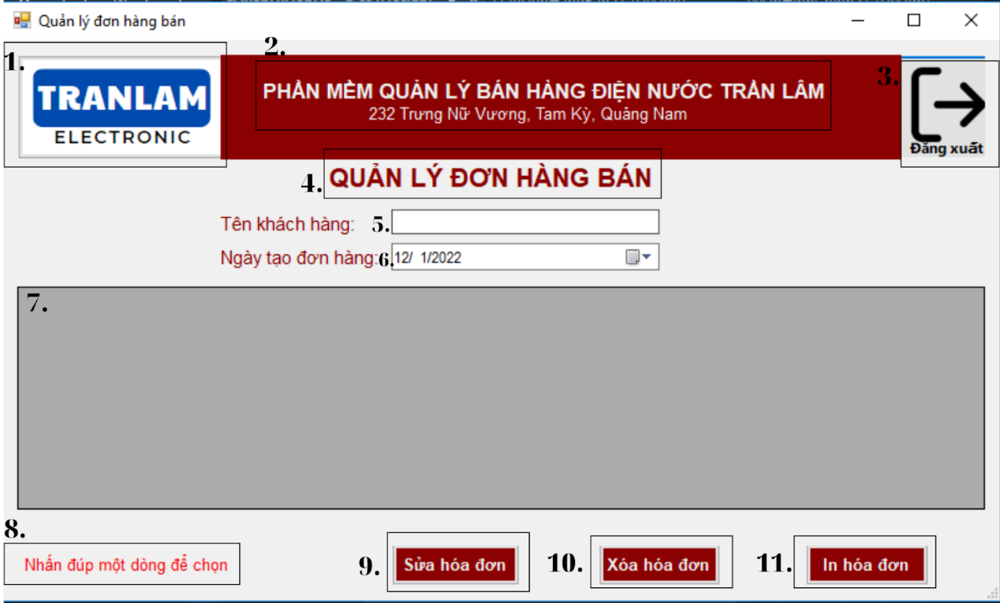 Quản lý đơn hàng bán
1.
TRANLAM
ELECTRONIC
2.
PHẦN MỀM QUẢN LÝ BÁN HÀNG ĐIỆN NƯỚC TRẦN LÂM
232 Trưng Nữ Vương, Tam Kỳ, Quảng Nam
3.
Đăng xuất
4. QUẢN LÝ ĐƠN HÀNG BÁN
Tên khách hàng: 5.
Ngày tạo đơn hàng: 6. 12/ 1/2022
7.
8.
Nhấn đúp một dòng để chọn
9. Sửa hóa đơn
10. Xóa hóa đơn
11. In hóa đơn